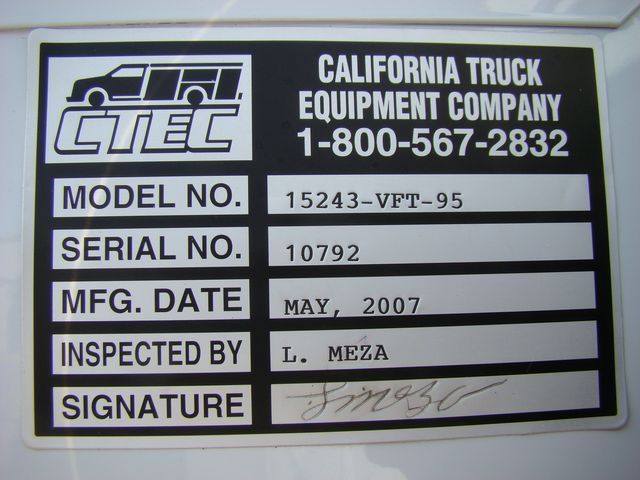 CTEC
CALIFORNIA TRUCK
EQUIPMENT COMPANY
1-800-567-2832
MODEL NO. 15243-VFT-95
SERIAL NO. 10792
MFG. DATE MAY, 2007
INSPECTED BY L. MEZA
SIGNATURE